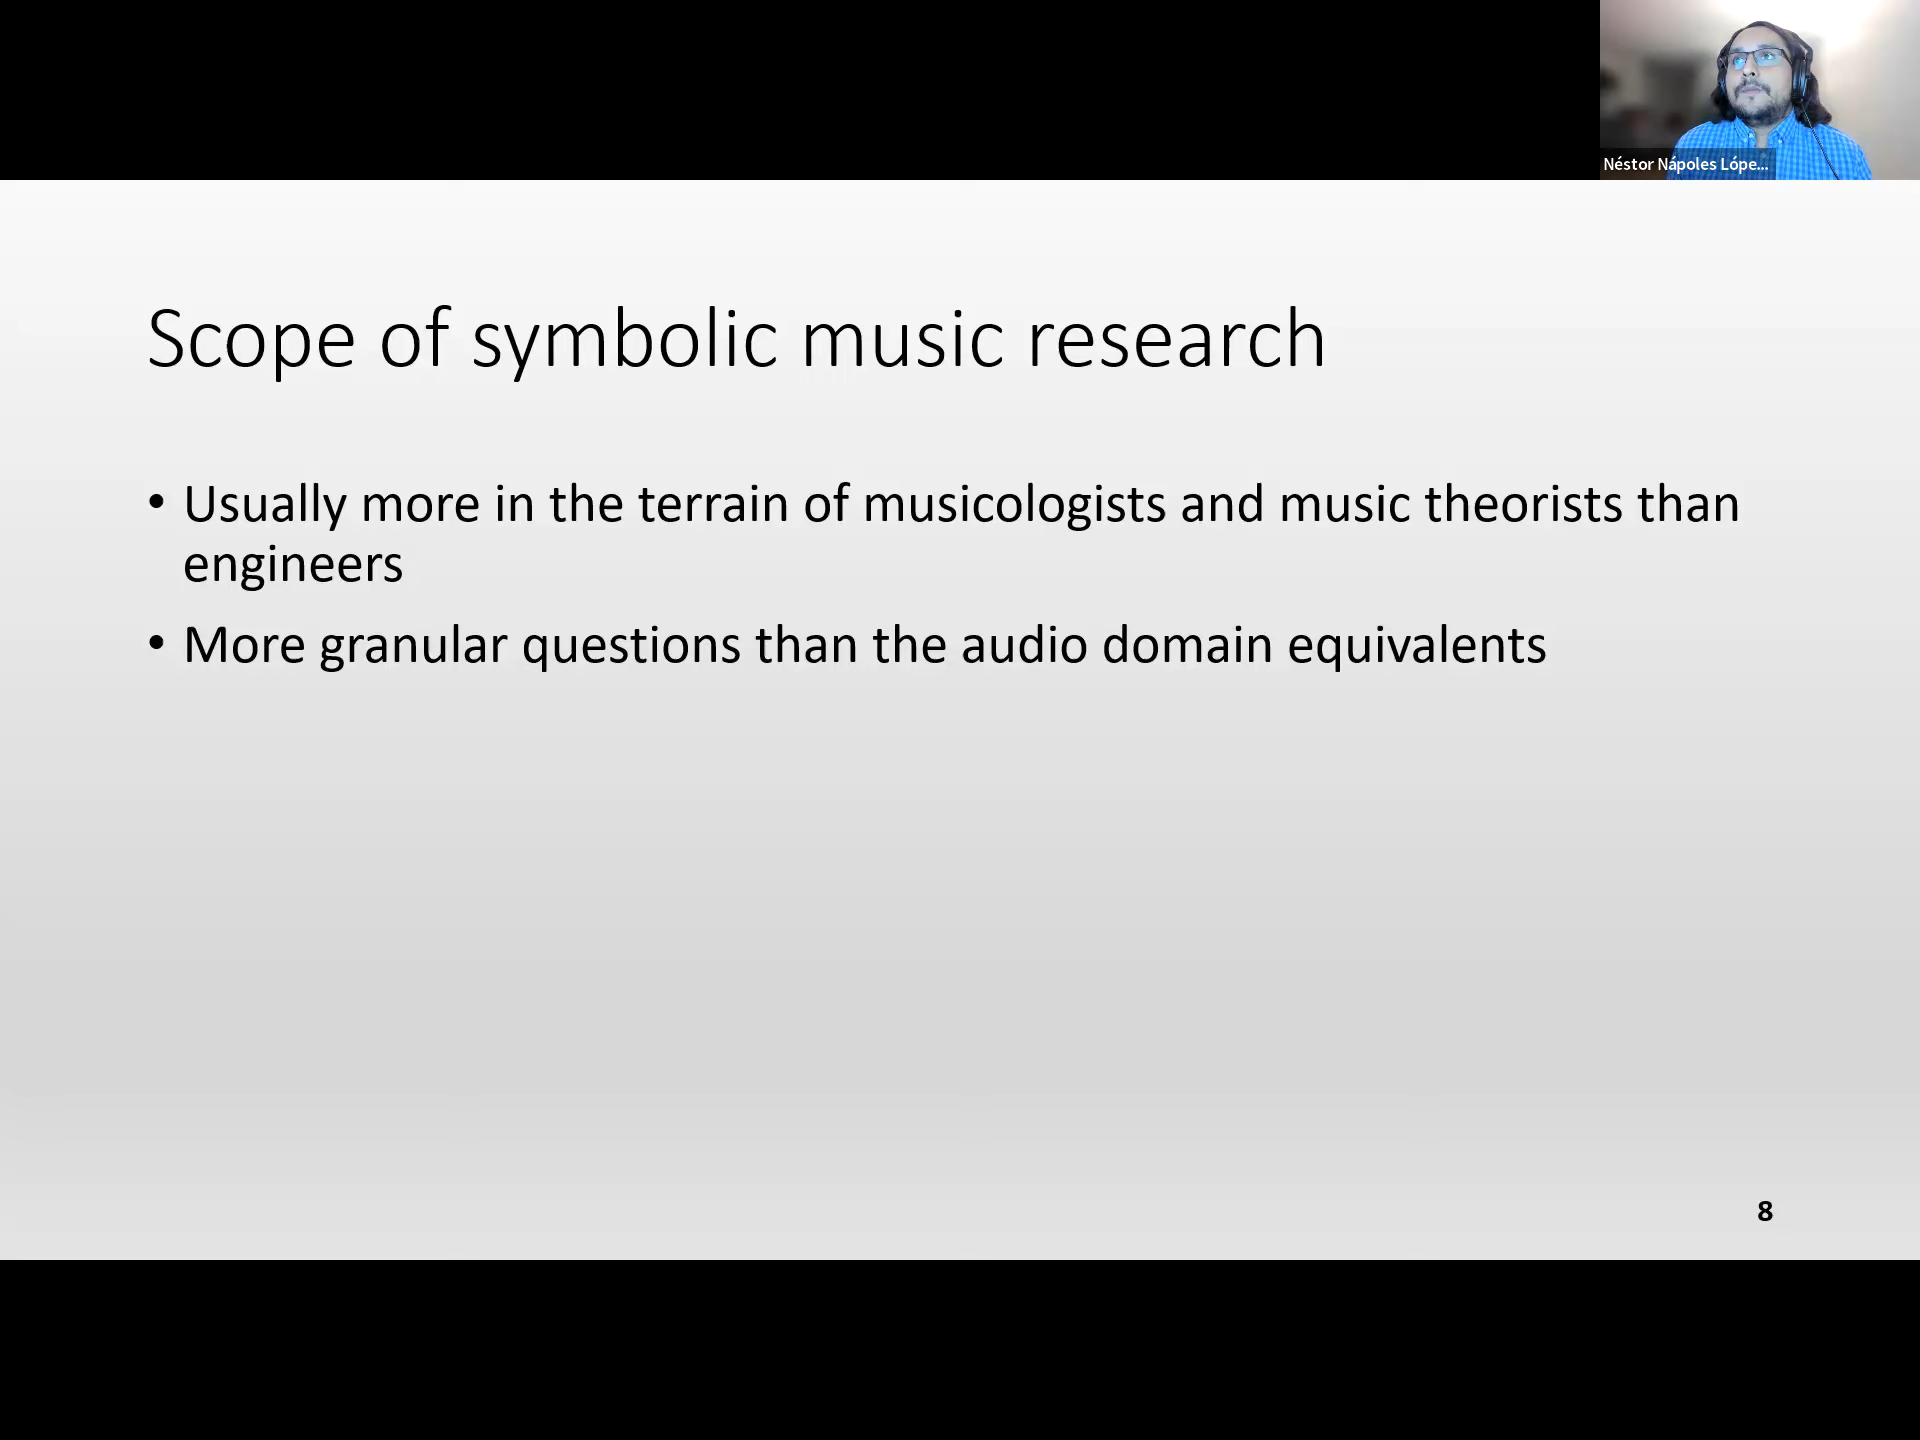 Néstor Nápoles Lópe...
Scope of symbolic music research
• Usually more in the terrain of musicologists and music theorists than
engineers
• More granular questions than the audio domain equivalents
8